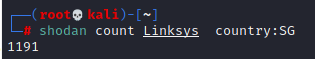 ┌──(root💀kali)-[~]
└─# shodan count Linksys  country:SG
1191